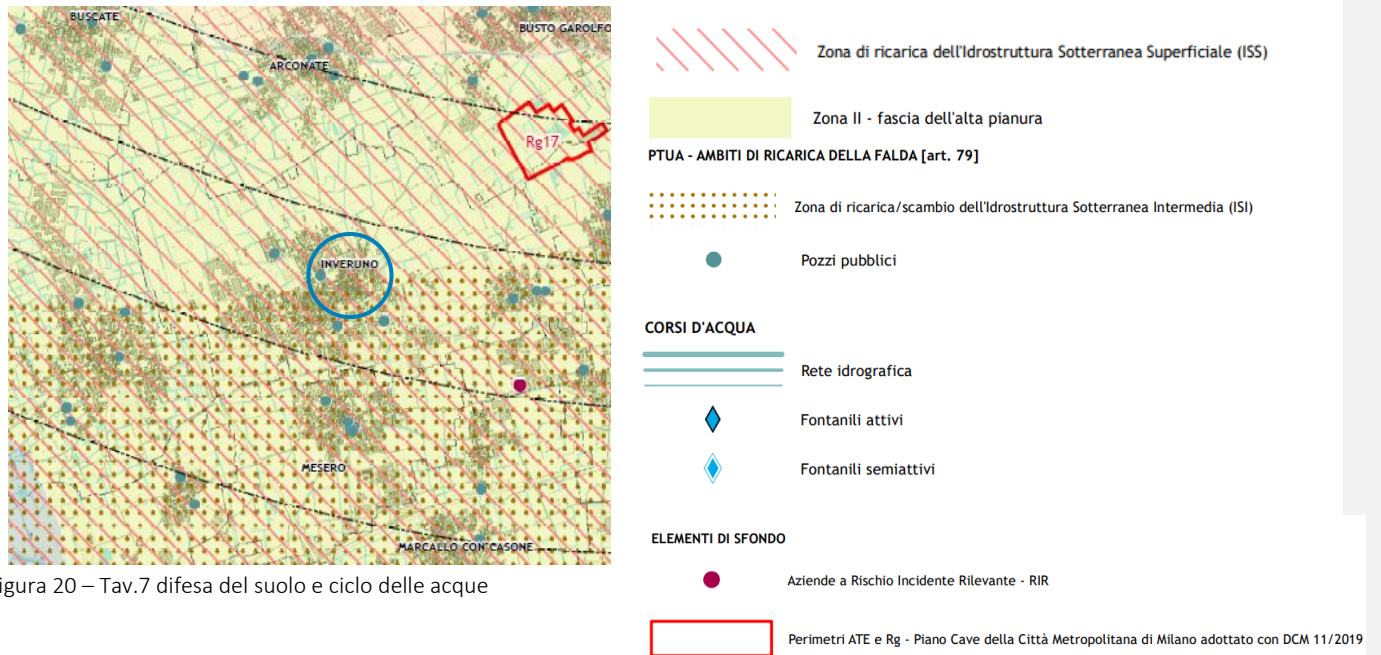 BUSCATE
BUSTO GAROLFO
ARCONATE
Rg17
INVERUNO
MESERO
MARCALLO CON CASONE
igura 20 – Tav.7 difesa del suolo e ciclo delle acque
Zona di ricarica dell'Idrostruttura Sotterranea Superficiale (ISS)
Zona II - fascia dell'alta pianura
PTUA - AMBITI DI RICARICA DELLA FALDA [art. 79]
Zona di ricarica/scambio dell'Idrostruttura Sotterranea Intermedia (ISI)
Pozzi pubblici
CORSI D'ACQUA
Rete idrografica
Fontanili attivi
Fontanili semiattivi
ELEMENTI DI SFONDO
Aziende a Rischio Incidente Rilevante - RIR
Perimetri ATE e Rg - Piano Cave della Città Metropolitana di Milano adottato con DCM 11/2019